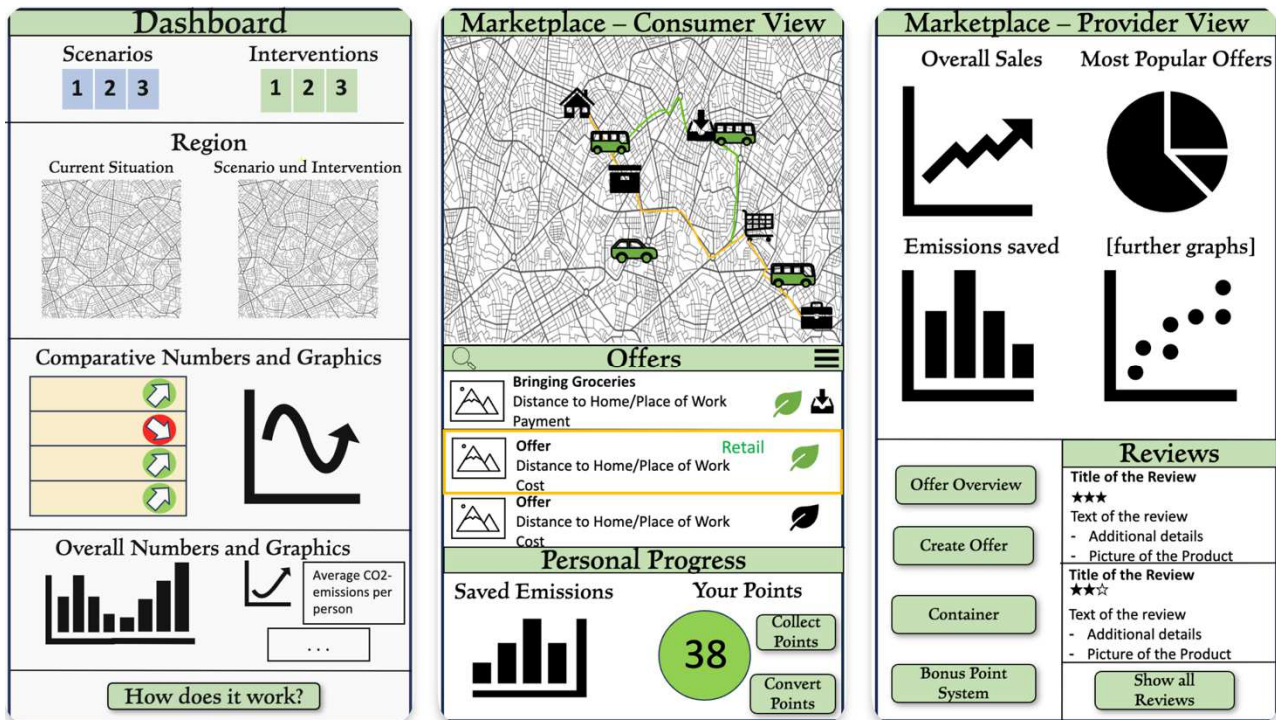 Dashboard
Scenarios
Interventions
1 2 3
1 2 3
Region
Current Situation
Scenario und Intervention
Comparative Numbers and Graphics
Overall Numbers and Graphics
Average CO2-
emissions per
person
...
How does it work?
Marketplace – Consumer View
Offers
Bringing Groceries
Distance to Home/Place of Work
Payment
Offer
Retail
Distance to Home/Place of Work
Cost
Offer
Distance to Home/Place of Work
Cost
Personal Progress
Saved Emissions
Your Points
38
Collect
Points
Convert
Points
Marketplace – Provider View
Overall Sales
Most Popular Offers
Emissions saved
[further graphs]
Offer Overview
Create Offer
Container
Bonus Point
System
Reviews
Title of the Review
★★★
Text of the review
- Additional details
- Picture of the Product
Title of the Review
★★☆
Text of the review
- Additional details
- Picture of the Product
Show all
Reviews